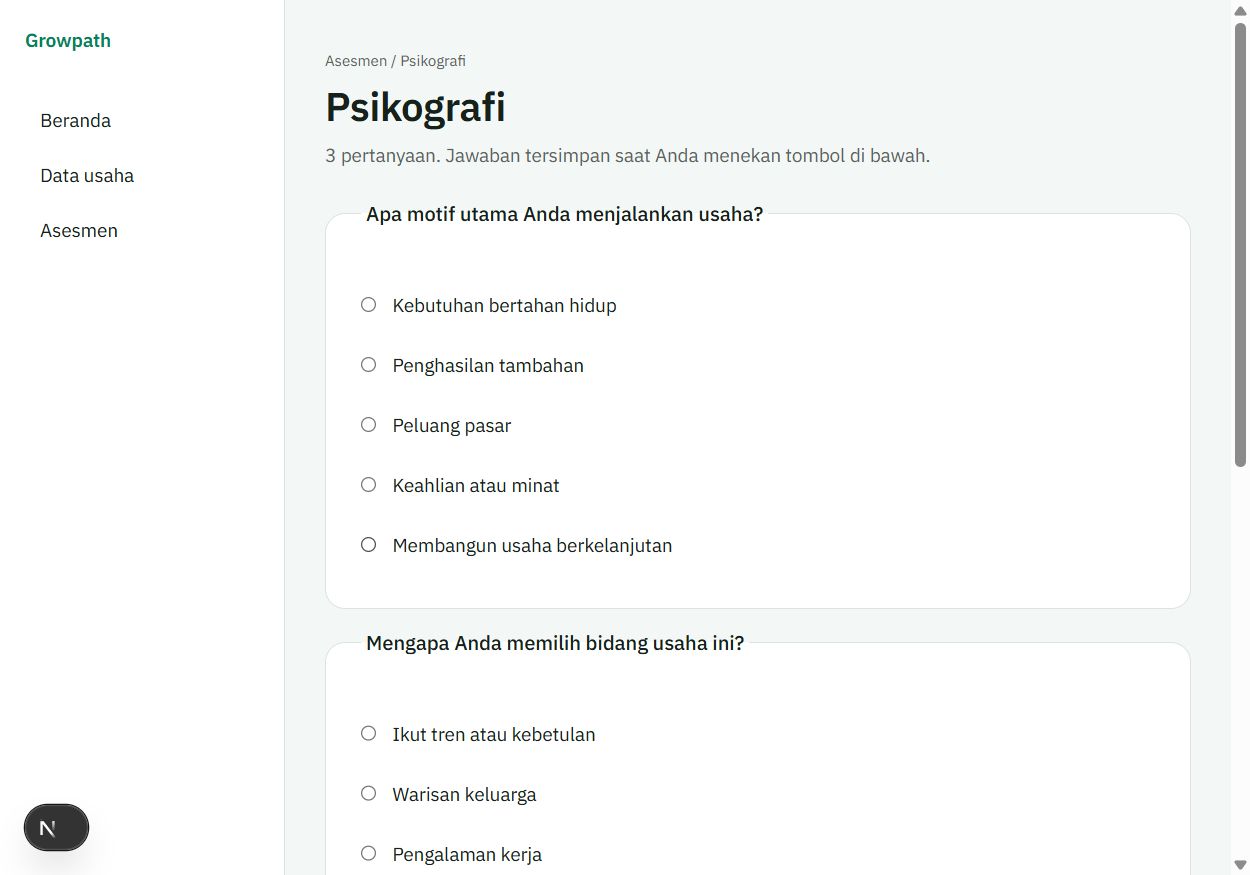 Growpath
Beranda
Data usaha
Asesmen
Asesmen / Psikografi
Psikografi
3 pertanyaan. Jawaban tersimpan saat Anda menekan tombol di bawah.
Apa motif utama Anda menjalankan usaha?
Kebutuhan bertahan hidup
Penghasilan tambahan
Peluang pasar
Keahlian atau minat
Membangun usaha berkelanjutan
Mengapa Anda memilih bidang usaha ini?
Ikut tren atau kebetulan
Warisan keluarga
Pengalaman kerja
N